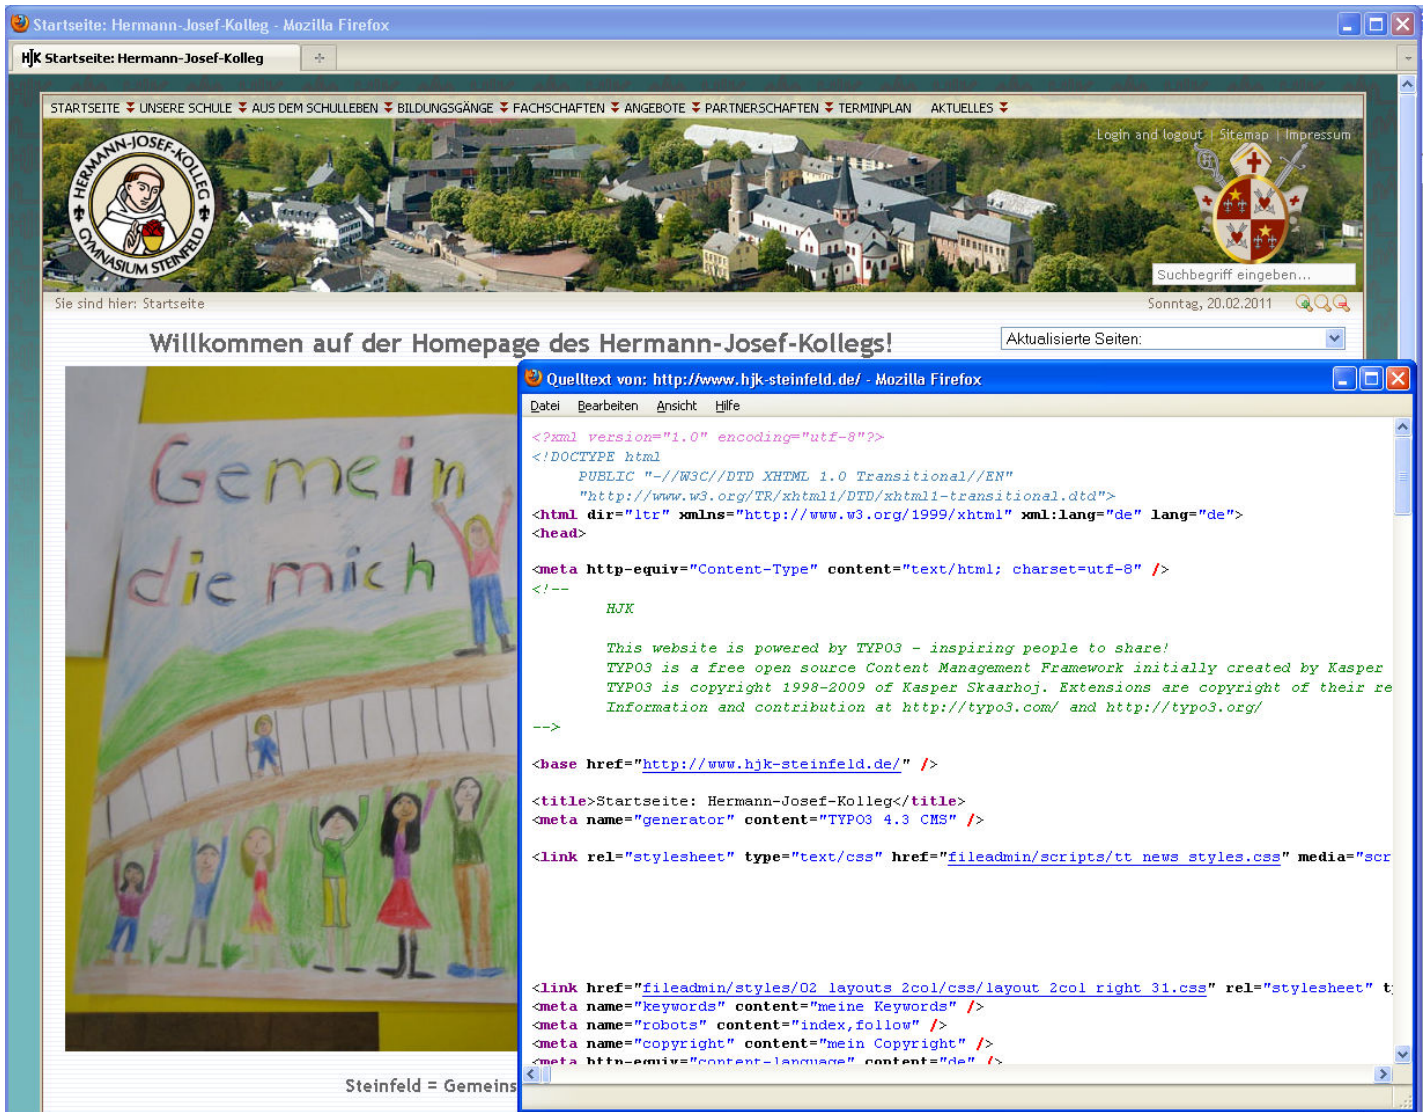 Startseite: Hermann-Josef-Kolleg - Mozilla Firefox
HJK Startseite: Hermann-Josef-Kolleg
STARTSEITE UNSERE SCHULE AUS DEM SCHULLEBEN BILDUNGSGÄNGE FACHSCHAFTEN ANGEBOTE PARTNERSCHAFTEN TERMINPLAN AKTUELLES
Login and logout | Sitemap | Impressum
HERMANN-JOSEF-KOLLEG
GYMNASIUM STEINFELD
Suchbegriff eingeben...
Sie sind hier: Startseite
Sonntag, 20.02.2011
Willkommen auf der Homepage des Hermann-Josef-Kollegs!
Aktualisierte Seiten:
Gemein
die mich
Steinfeld = Gemeins
Quelltext von: http://www.hjk-steinfeld.de/ - Mozilla Firefox
Datei Bearbeiten Ansicht Hilfe
<?xml version="1.0" encoding="utf-8"?>
<!DOCTYPE html
PUBLIC "-//W3C//DTD XHTML 1.0 Transitional//EN"
"http://www.w3.org/TR/xhtml1/DTD/xhtml1-transitional.dtd">
<html dir="ltr" xmlns="http://www.w3.org/1999/xhtml" xml:lang="de" lang="de">
<head>
<meta http-equiv="Content-Type" content="text/html; charset=utf-8" />
<!--
HJK
This website is powered by TYPO3 - inspiring people to share!
TYPO3 is a free open source Content Management Framework initially created by Kasper
TYPO3 is copyright 1998-2009 of Kasper Skaarhoj. Extensions are copyright of their re
Information and contribution at http://typo3.com/ and http://typo3.org/
-->
<base href="http://www.hjk-steinfeld.de/" />
<title>Startseite: Hermann-Josef-Kolleg</title>
<meta name="generator" content="TYPO3 4.3 CMS" />
<link rel="stylesheet" type="text/css" href="fileadmin/scripts/tt_news_styles.css" media="scr
<link href="fileadmin/styles/02_layouts_2col/css/layout_2col_right_31.css" rel="stylesheet" t
<meta name="keywords" content="meine Keywords" />
<meta name="robots" content="index,follow" />
<meta name="copyright" content="mein Copyright" />
<meta http-equiv="content-language" content="de" />